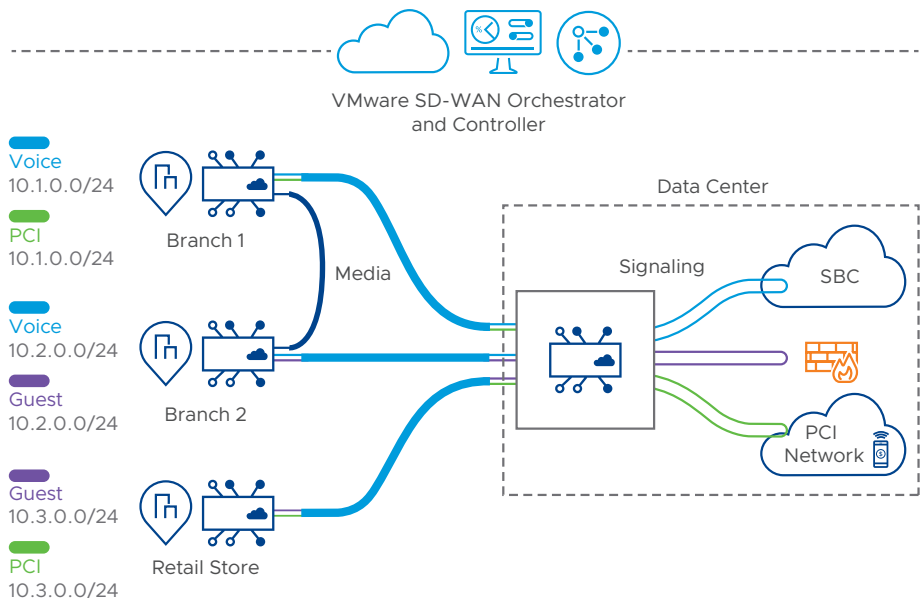 VMware SD-WAN Orchestrator
and Controller
Voice
10.1.0.0/24
PCI
10.1.0.0/24
Branch 1
Media
Voice
10.2.0.0/24
Guest
10.2.0.0/24
Branch 2
Guest
10.3.0.0/24
PCI
10.3.0.0/24
Retail Store
Data Center
Signaling
SBC
PCI
Network
%
$